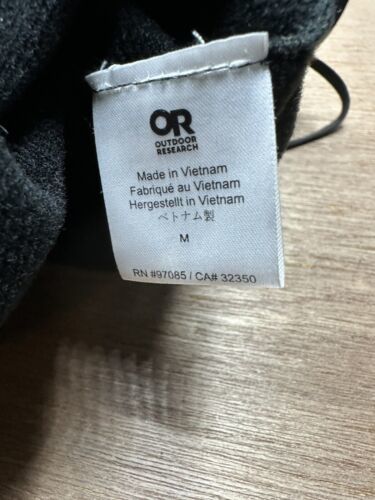 OR
OUTDOOR
RESEARCH
Made in Vietnam
Fabriqué au Vietnam
Hergestellt in Vietnam
ベトナム製
M
RN #97085 / CA# 32350